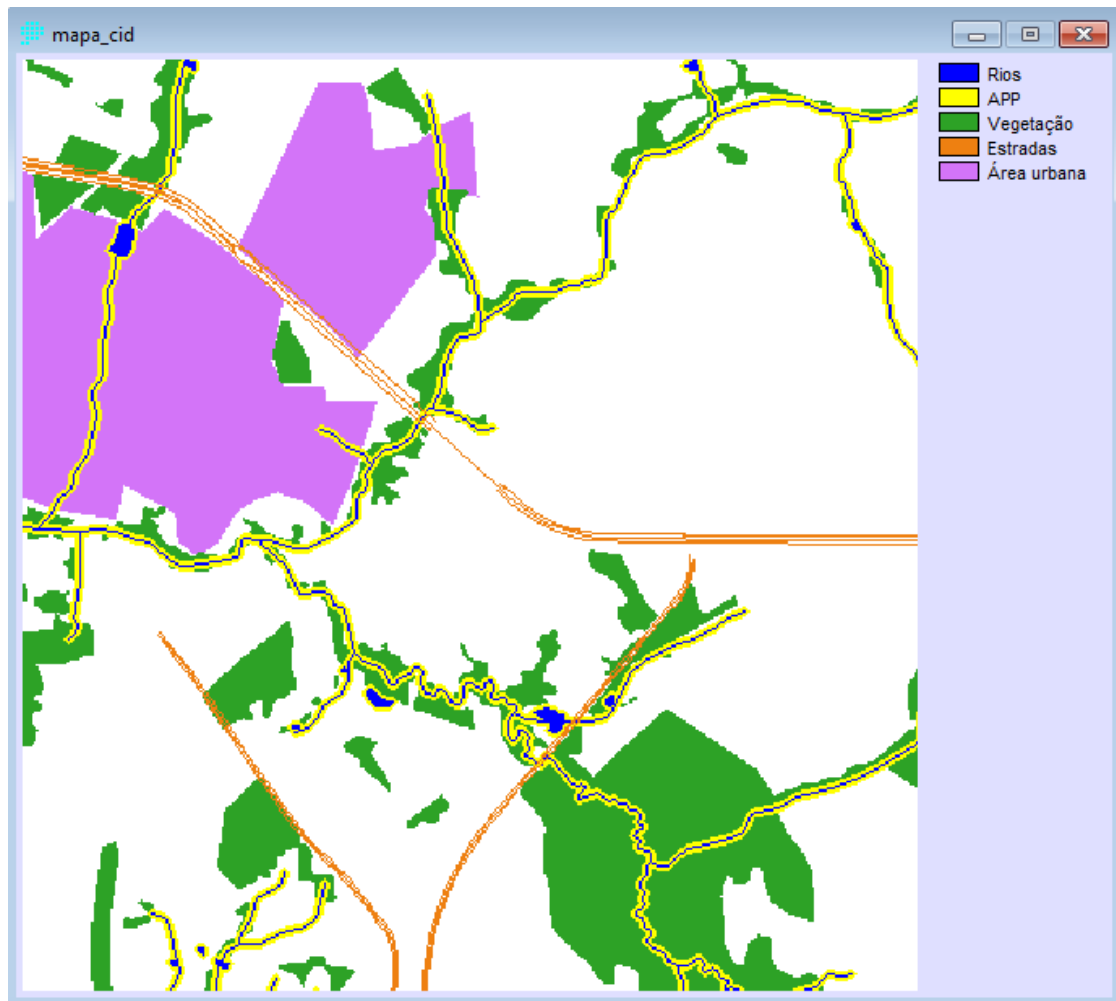 mapa_cid
Rios
APP
Vegetação
Estradas
Área urbana